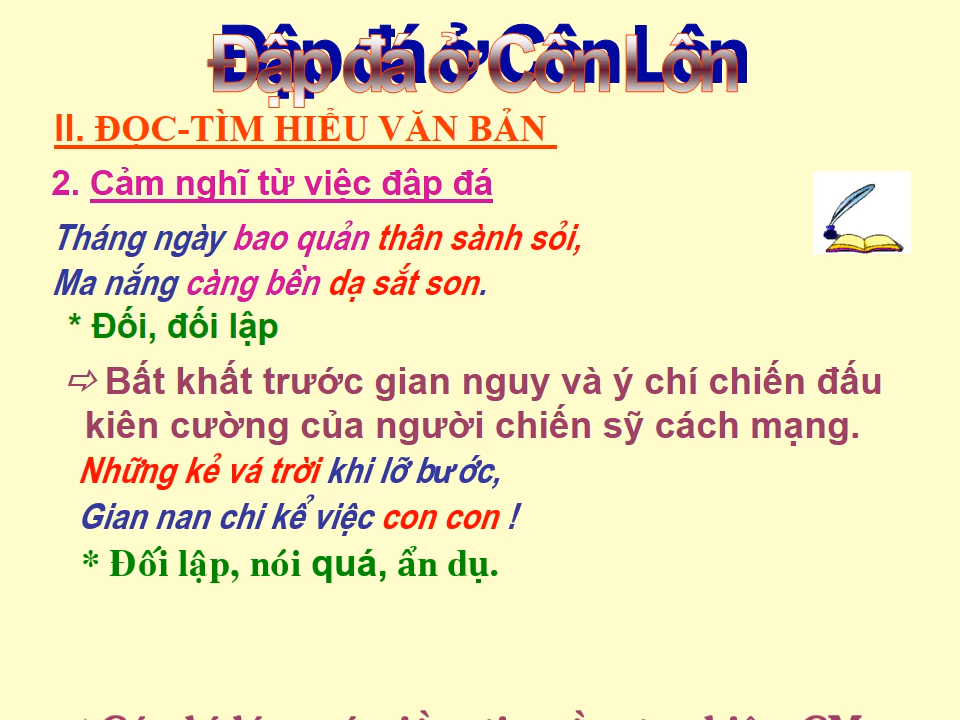 Đập đá ở Côn Lôn
II. ĐỌC-TÌM HIỂU VĂN BẢN
2. Cảm nghĩ từ việc đập đá
Tháng ngày bao quản thân sành sỏi,
Ma nắng càng bền dạ sắt son.
* Đối, đối lập
⇨ Bất khất trước gian nguy và ý chí chiến đấu
kiên cường của người chiến sỹ cách mạng.
Những kẻ vá trời khi lỡ bước,
Gian nan chi kể việc con con !
* Đối lập, nói quá, ẩn dụ.